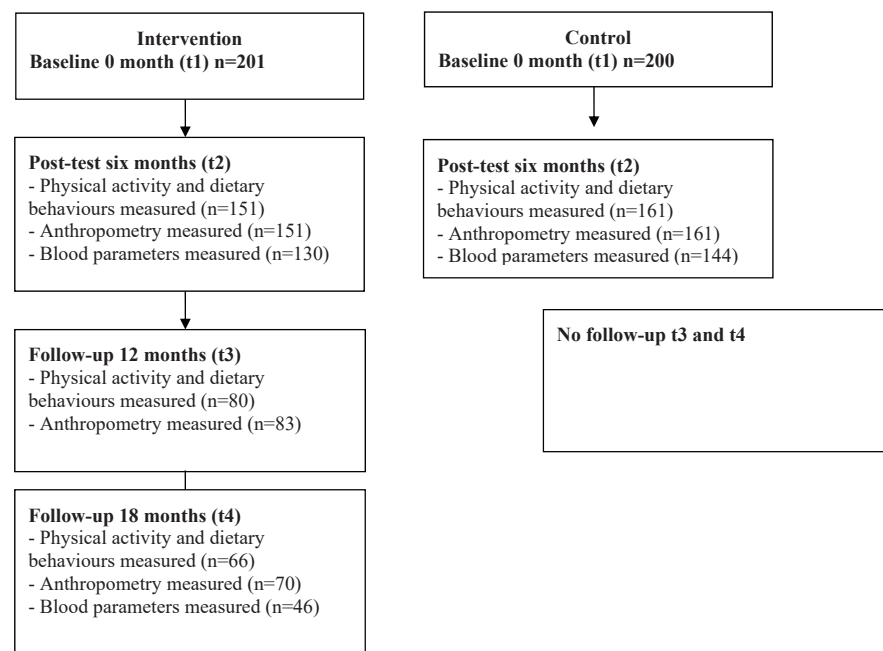 Intervention
Baseline 0 month (t1) n=201
Post-test six months (t2)
- Physical activity and dietary
behaviours measured (n=151)
- Anthropometry measured (n=151)
- Blood parameters measured (n=130)
Follow-up 12 months (t3)
- Physical activity and dietary
behaviours measured (n=80)
- Anthropometry measured (n=83)
Follow-up 18 months (t4)
- Physical activity and dietary
behaviours measured (n=66)
- Anthropometry measured (n=70)
- Blood parameters measured (n=46)
Control
Baseline 0 month (t1) n=200
Post-test six months (t2)
- Physical activity and dietary
behaviours measured (n=161)
- Anthropometry measured (n=161)
- Blood parameters measured (n=144)
No follow-up t3 and t4